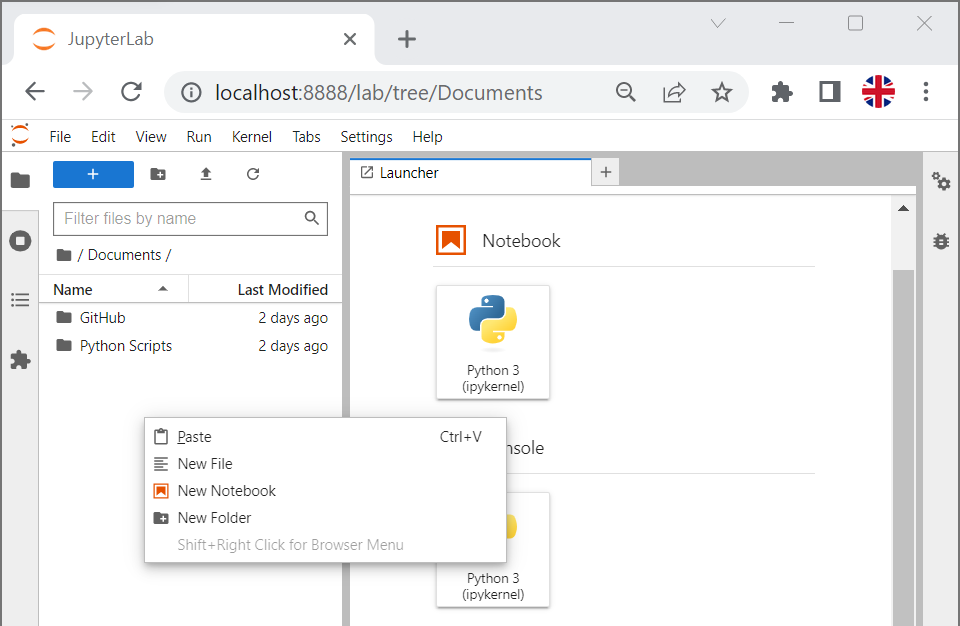 JupyterLab
localhost:8888/lab/tree/Documents
File Edit View Run Kernel Tabs Settings Help
Filter files by name
/ Documents /
Name Last Modified
GitHub 2 days ago
Python Scripts 2 days ago
Paste Ctrl+V
New File
New Notebook
New Folder
Shift+Right Click for Browser Menu
Launcher
Notebook
Python 3
(ipykernel)
nsole
Python 3
(ipykernel)